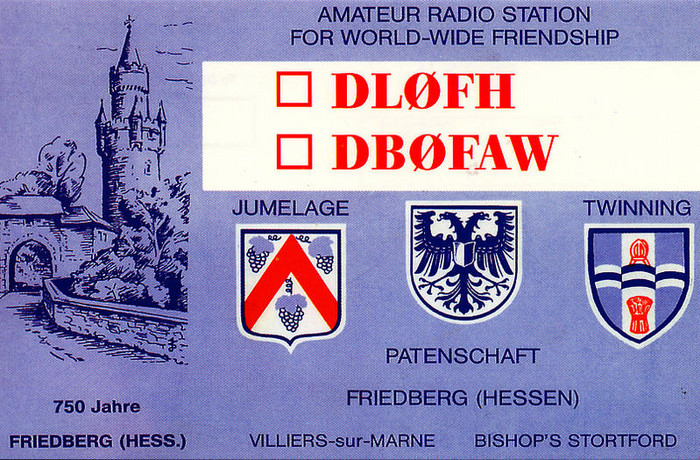 AMATEUR RADIO STATION
FOR WORLD-WIDE FRIENDSHIP
DLØFH
DBØFAW
JUMELAGE
TWINNING
PATENSCHAFT
FRIEDBERG (HESSEN)
750 Jahre
FRIEDBERG (HESS.)
VILLIERS-sur-MARNE
BISHOP'S STORTFORD